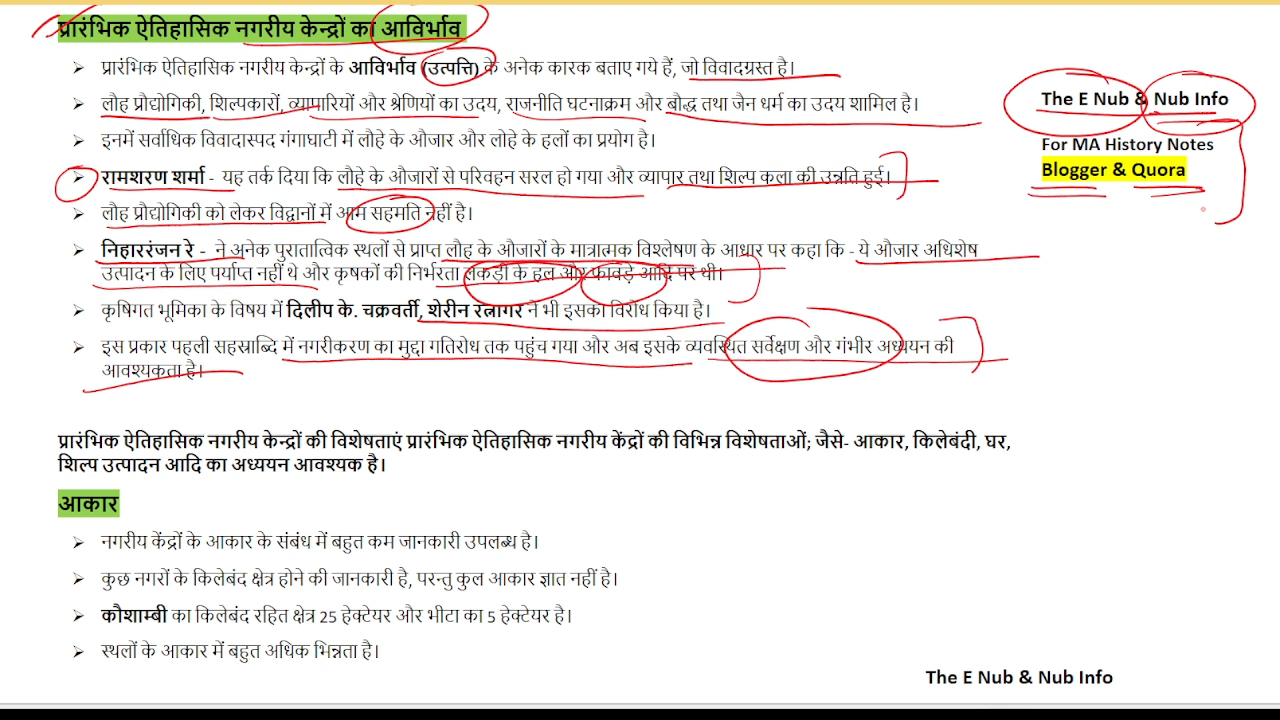 प्रारंभिक ऐतिहासिक नगरीय केन्द्रों का आविर्भाव
➢ प्रारंभिक ऐतिहासिक नगरीय केन्द्रों के आविर्भाव (उत्पत्ति) के अनेक कारक बताए गये हैं, जो विवादग्रस्त है।
➢ लौह प्रौद्योगिकी, शिल्पकारों, व्यापारियों और श्रेणियों का उदय, राजनीति घटनाक्रम और बौद्ध तथा जैन धर्म का उदय शामिल है।
➢ इनमें सर्वाधिक विवादास्पद गंगाघाटी में लौहे के औजार और लोहे के हलों का प्रयोग है।
➢ रामशरण शर्मा - यह तर्क दिया कि लौहे के औजारों से परिवहन सरल हो गया और व्यापार तथा शिल्प कला की उन्नति हुई।
➢ लौह प्रौद्योगिकी को लेकर विद्वानों में आम सहमति नहीं है।
➢ निहाररंजन रे - ने अनेक पुरातात्विक स्थलों से प्राप्त लौह के औजारों के मात्रात्मक विश्लेषण के आधार पर कहा कि - ये औजार अधिशेष
उत्पादन के लिए पर्याप्त नहीं थे और कृषकों की निर्भरता लकड़ी के हल और फावड़े आदि पर थी।
➢ कृषिगत भूमिका के विषय में दिलीप के. चक्रवर्ती, शेरीन रत्नागर ने भी इसका विरोध किया है।
➢ इस प्रकार पहली सहस्राब्दि में नगरीकरण का मुद्दा गतिरोध तक पहुंच गया और अब इसके व्यवस्थित सर्वेक्षण और गंभीर अध्ययन की
आवश्यकता है।
The E Nub & Nub Info
For MA History Notes
Blogger & Quora
प्रारंभिक ऐतिहासिक नगरीय केन्द्रों की विशेषताएं प्रारंभिक ऐतिहासिक नगरीय केंद्रों की विभिन्न विशेषताओं; जैसे- आकार, किलेबंदी, घर,
शिल्प उत्पादन आदि का अध्ययन आवश्यक है।
आकार
➢ नगरीय केंद्रों के आकार के संबंध में बहुत कम जानकारी उपलब्ध है।
➢ कुछ नगरों के किलेबंद क्षेत्र होने की जानकारी है, परन्तु कुल आकार ज्ञात नहीं है।
➢ कौशाम्बी का किलेबंद रहित क्षेत्र 25 हेक्टेयर और भीटा का 5 हेक्टेयर है।
➢ स्थलों के आकार में बहुत अधिक भिन्नता है।
The E Nub & Nub Info